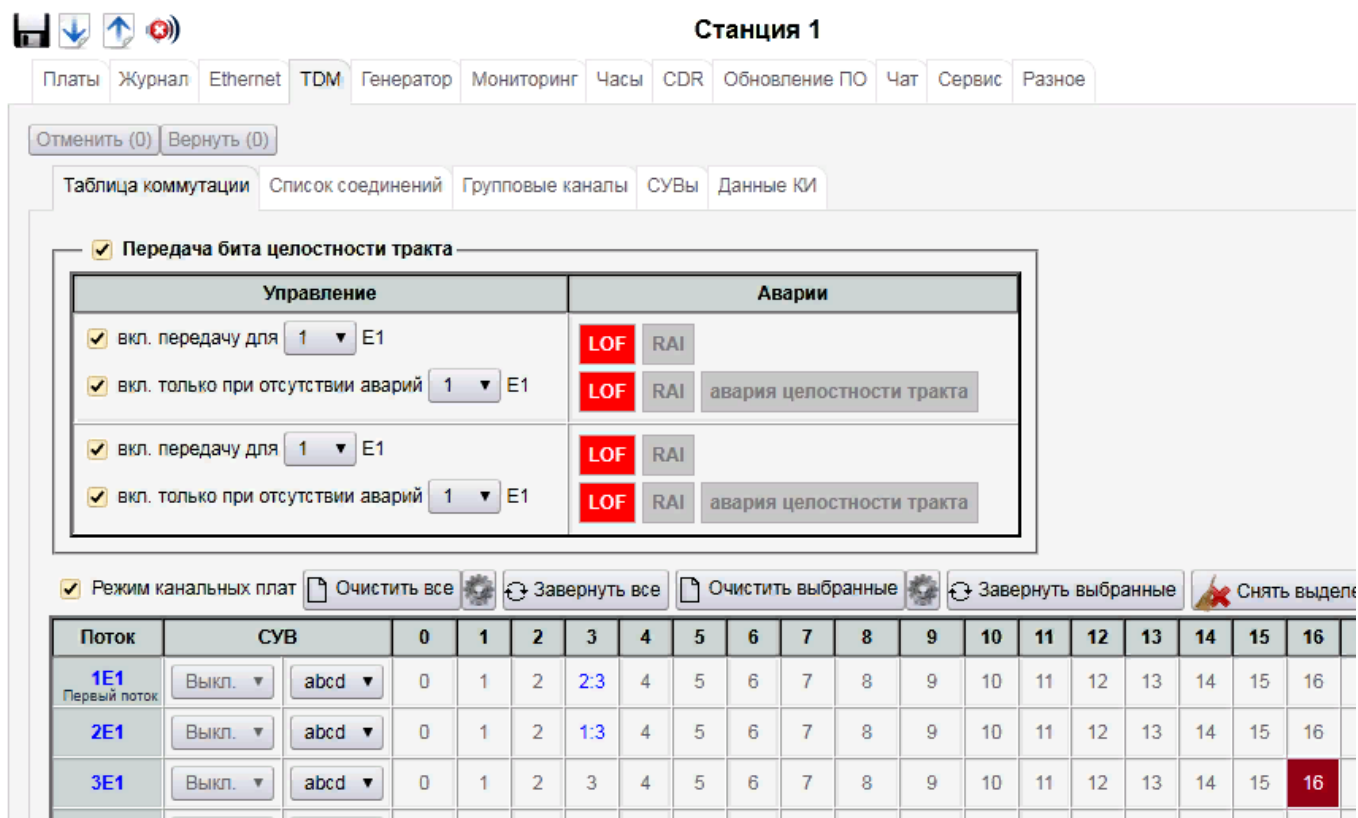 Станция 1
Платы Журнал Ethernet TDM Генератор Мониторинг Часы CDR Обновление ПО Чат Сервис Разное
Отменить (0) Вернуть (0)
Таблица коммутации Список соединений Групповые каналы СУВы Данные КИ
Передача бита целостности тракта
Управление Аварии
вкл. передачу для 1 E1 LOF RAI
вкл. только при отсутствии аварий 1 E1 LOF RAI авария целостности тракта
вкл. передачу для 1 E1 LOF RAI
вкл. только при отсутствии аварий 1 E1 LOF RAI авария целостности тракта
Режим канальных плат Очистить все Завернуть все Очистить выбранные Завернуть выбранные Снять выделе
Поток СУВ 0 1 2 3 4 5 6 7 8 9 10 11 12 13 14 15 16
1E1 Выкл. abcd 0 1 2 2:3 4 5 6 7 8 9 10 11 12 13 14 15 16
Первый поток
2E1 Выкл. abcd 0 1 2 1:3 4 5 6 7 8 9 10 11 12 13 14 15 16
3E1 Выкл. abcd 0 1 2 3 4 5 6 7 8 9 10 11 12 13 14 15 16